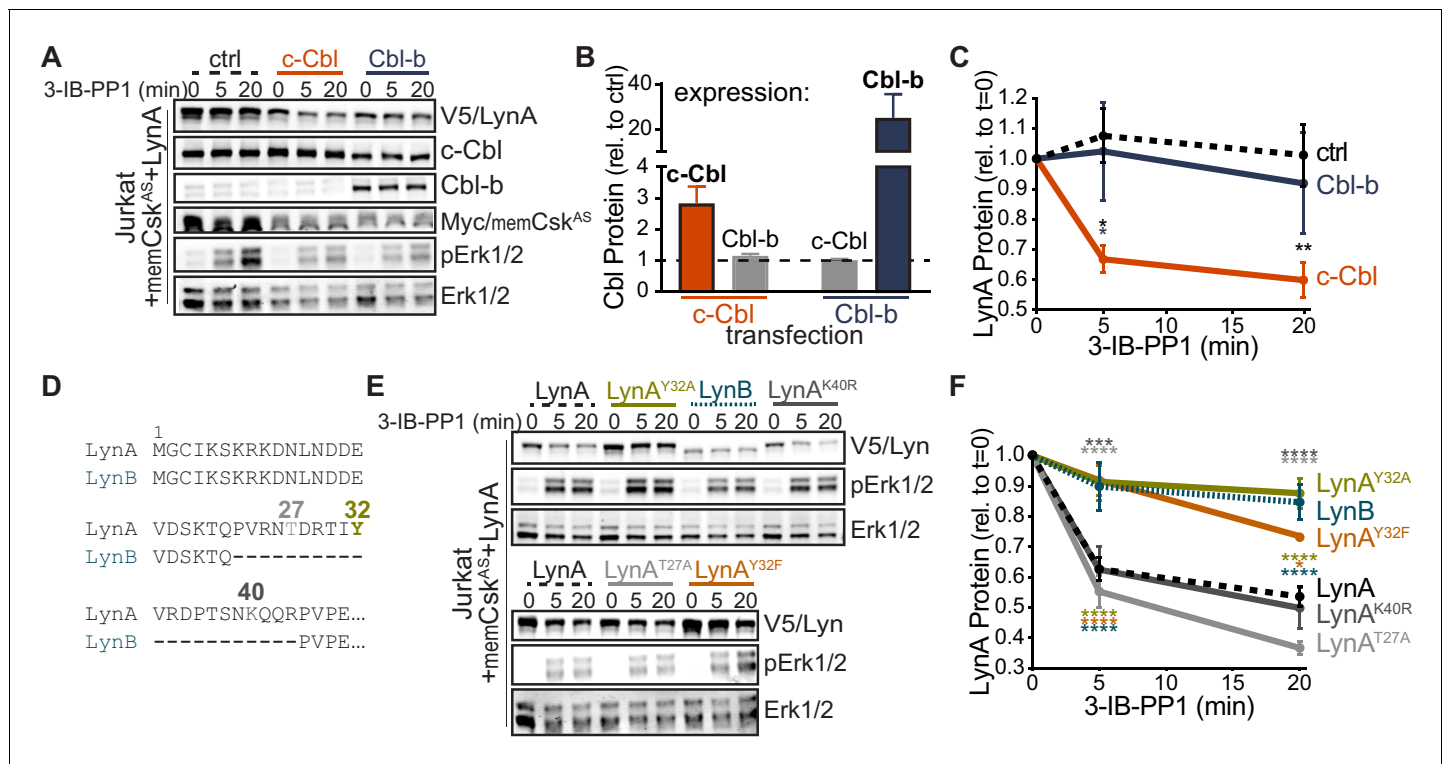 A
ctrl c-Cbl Cbl-b
3-IB-PP1 (min) 0 5 20 0 5 20 0 5 20
Jurkat
+memCskAS+LynA
V5/LynA
c-Cbl
Cbl-b
Myc/memCskAS
pErk1/2
Erk1/2
B
Cbl Protein (rel. to ctrl)
40
20
3
2
1
0
expression:
c-Cbl
Cbl-b
c-Cbl
Cbl-b
c-Cbl Cbl-b
transfection
C
LynA Protein (rel. to t=0)
1.2
1.1
1.0
0.9
0.8
0.7
0.6
0.5
ctrl
Cbl-b
*
*
**
c-Cbl
0 5 10 15 20
3-IB-PP1 (min)
D
1
LynA MGCIKSKRKDNLNDDE
LynB MGCIKSKRKDNLNDDE
27 32
LynA VDSKTQPVRNTDRTIY
LynB VDSKTQ----------
40
LynA VRDPTSNKQQRPVPE...
LynB -----------PVPE...
E
LynA LynAY32A LynB LynAK40R
3-IB-PP1 (min) 0 5 20 0 5 20 0 5 20 0 5 20
Jurkat
+memCskAS+LynA
V5/Lyn
pErk1/2
Erk1/2
LynA LynAT27A LynAY32F
0 5 20 0 5 20 0 5 20
V5/Lyn
pErk1/2
Erk1/2
F
LynA Protein (rel. to t=0)
1.0
0.9
0.8
0.7
0.6
0.5
0.4
0.3
***
****
****
****
LynAY32A
LynB
LynAY32F
****
*
****
LynA
LynAK40R
LynAT27A
****
****
****
0 5 10 15 20
3-IB-PP1 (min)